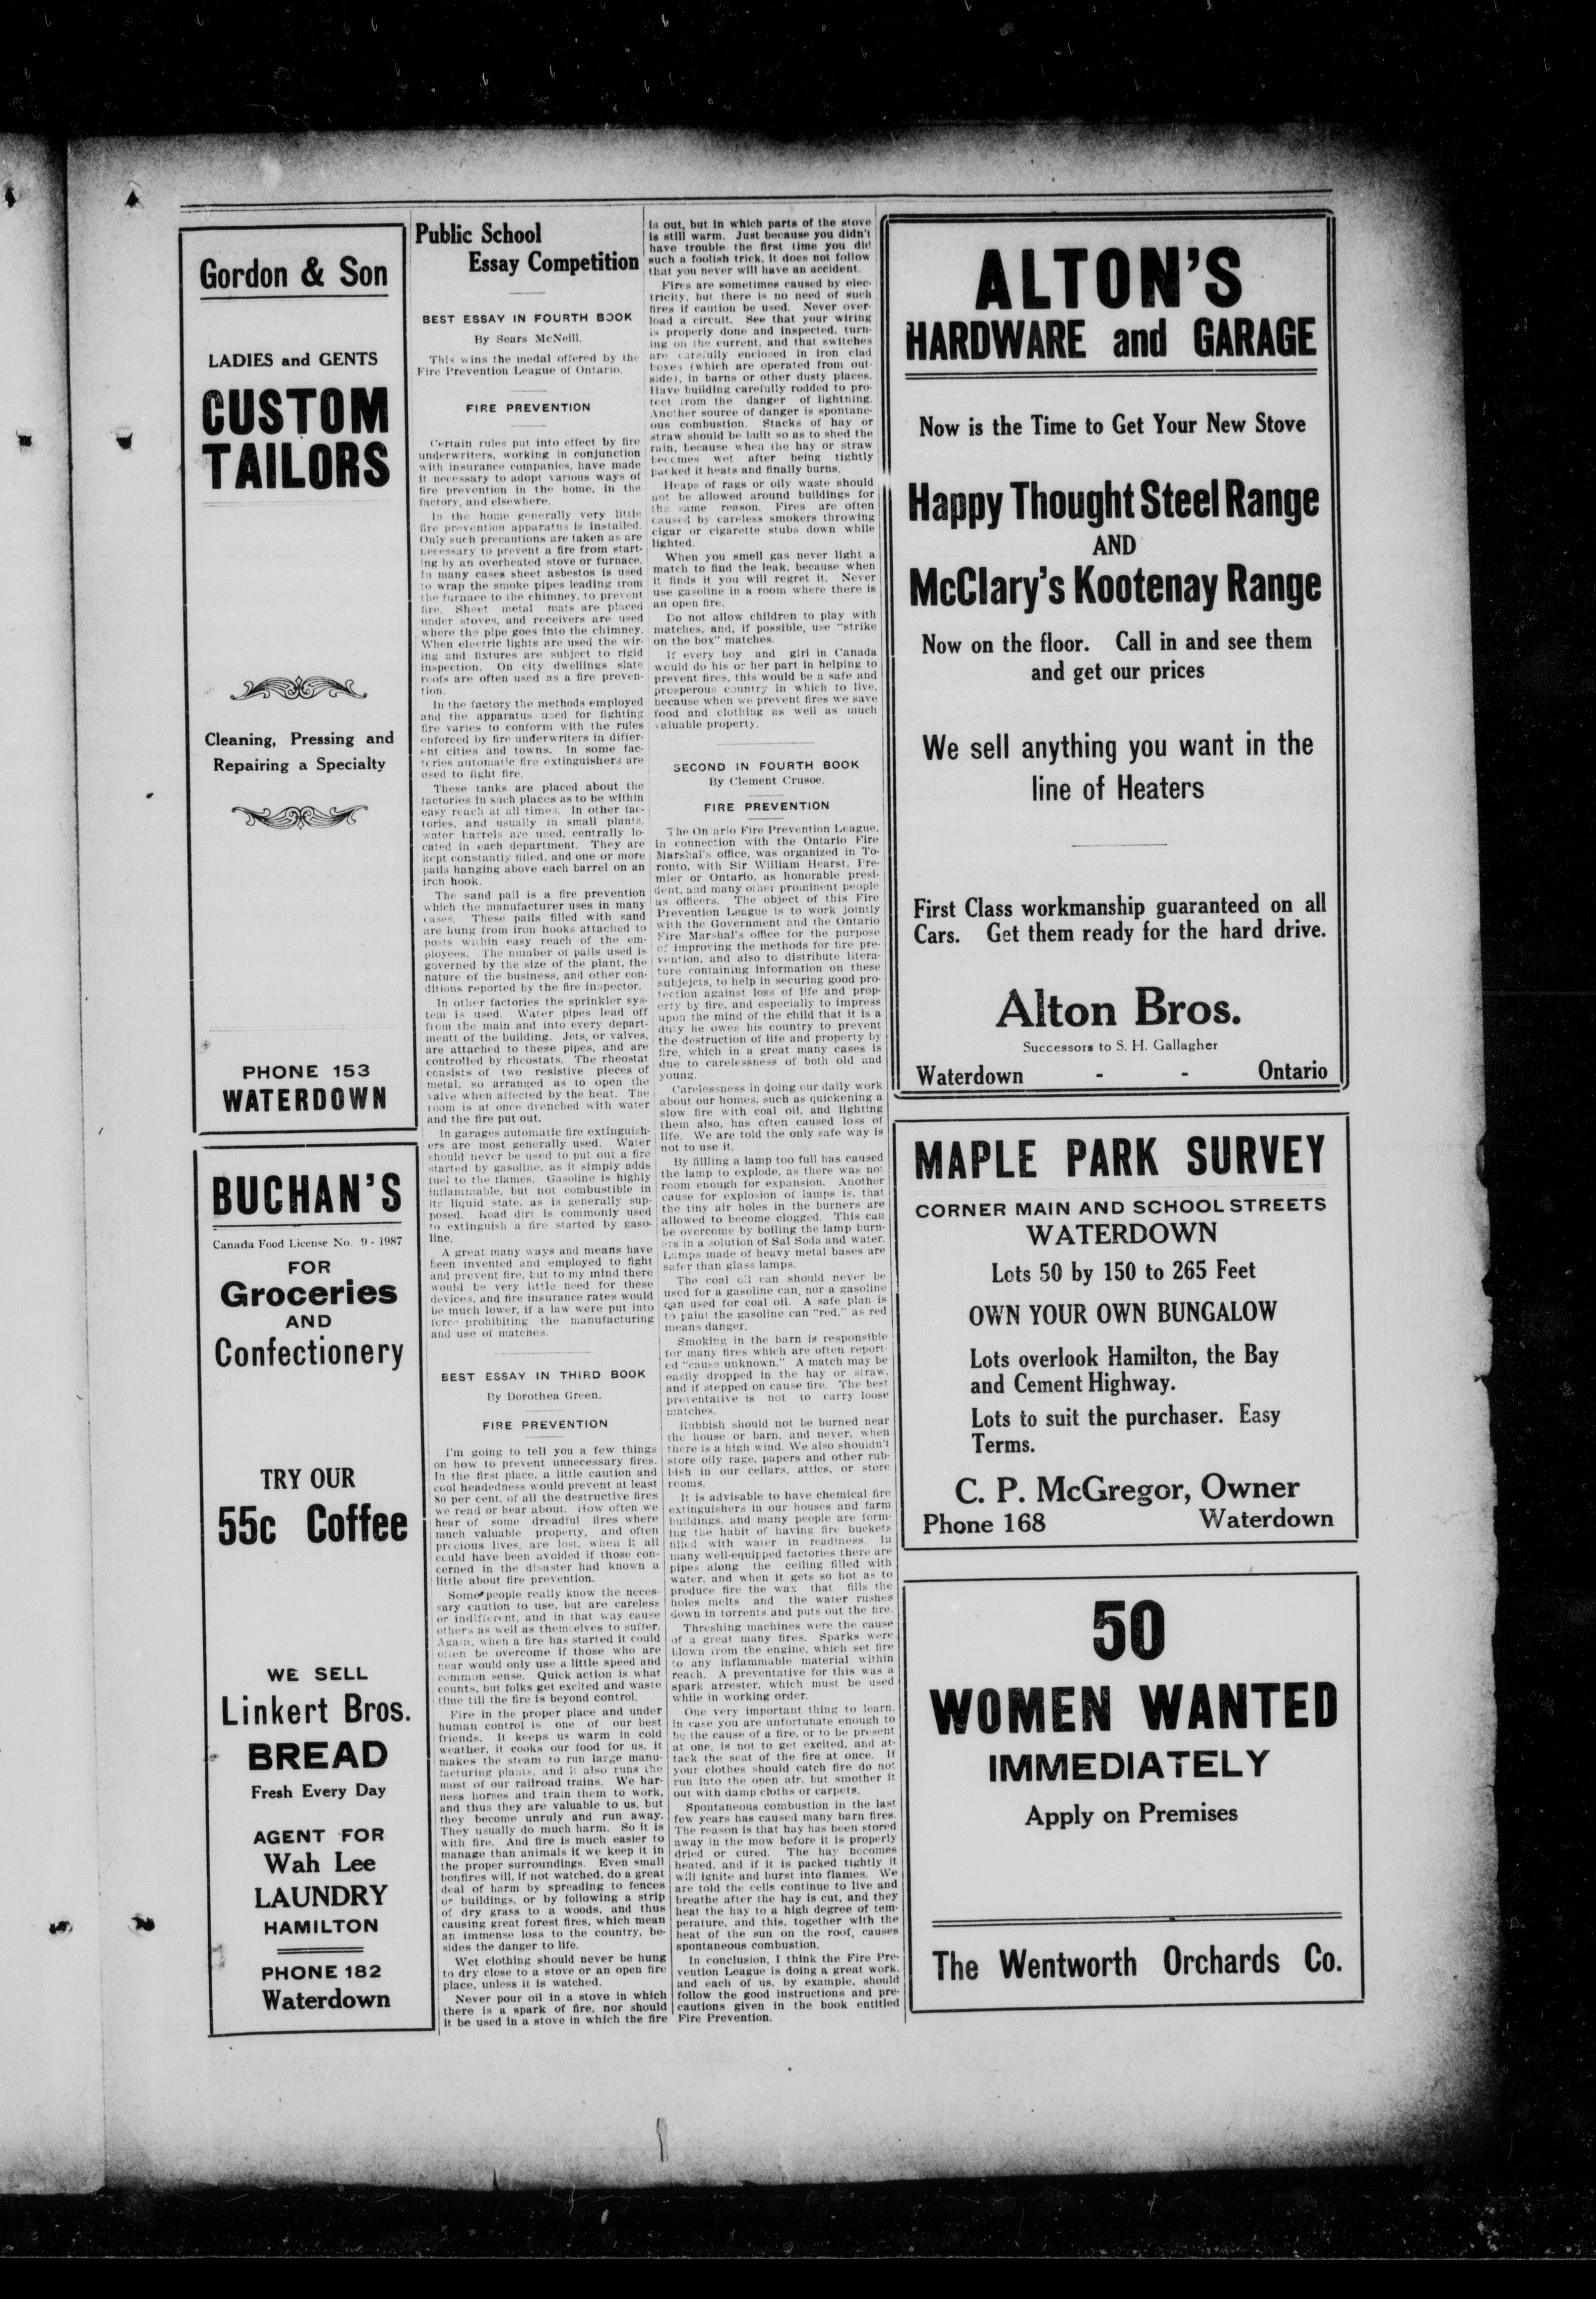 Gordon & Son
LADIES and GENTS
CUSTOM
TAILORS
Cleaning, Pressing and
Repairing a Specialty
PHONE 153
WATERDOWN
BUCHAN'S
Canada Food License No. 9 - 1987
FOR
Groceries
AND
Confectionery
TRY OUR
55c Coffee
WE SELL
Linkert Bros.
BREAD
Fresh Every Day
AGENT FOR
Wah Lee
LAUNDRY
HAMILTON
PHONE 182
Waterdown
Public School
Essay Competition
BEST ESSAY IN FOURTH BOOK
By Sears McNeill.
This wins the medal offered by the
Fire Prevention League of Ontario.
FIRE PREVENTION
Certain rules put into effect by fire
underwriters, working in conjunction
with insurance companies, have made
it necessary to adopt various ways of
fire prevention in the home, in the
factory, and elsewhere.
In the home generally very little
fire prevention apparatus is installed.
Only such precautions are taken as are
necessary to prevent a fire from start-
ing by an overheated stove or furnace.
In many cases sheet asbestos is used
to wrap the smoke pipes leading from
the furnace to the chimney, to prevent
fire. Sheet metal mats are placed
under stoves, and receivers are used
where the pipe goes into the chimney.
When electric lights are used the wir-
ing and fixtures are subject to rigid
inspection. On city dwellings slate
roofs are often used as a fire preven-
tion.
In the factory the methods employed
and the apparatus used for fighting
fire varies to conform with the rules
enforced by fire underwriters in differ-
ent cities and towns. In some fac-
tories automatic fire extinguishers are
used to fight fire.
These tanks are placed about the
factories in such places as to be within
easy reach at all times. In other fac-
tories, and usually in small plants,
water barrels are used, centrally lo-
cated in each department. They are
kept constantly filled, and one or more
pails hanging above each barrel on an
iron hook.
The sand pail is a fire prevention
which the manufacturer uses in many
cases. These pails filled with sand
are hung from iron hooks attached to
posts within easy reach of the em-
ployees. The number of pails used is
governed by the size of the plant, the
nature of the business, and other con-
ditions reported by the fire inspector.
In other factories the sprinkler sys-
tem is used. Water pipes lead off
from the main and into every depart-
mentt of the building. Jets, or valves,
are attached to these pipes, and are
controlled by rheostats. The rheostat
consists of two resistive pieces of
metal, so arranged as to open the
valve when affected by the heat. The
room is at once drenched with water
and the fire put out.
In garages automatic fire extinguish-
ers are most generally used. Water
should never be used to put out a fire
started by gasoline, as it simply adds
fuel to the flames. Gasoline is highly
inflammable, but not combustible in
its liquid state, as is generally sup-
posed. Road dirt is commonly used
to extinguish a fire started by gaso-
line.
A great many ways and means have
been invented and employed to fight
and prevent fire, but to my mind there
would be very little need for these
devices, and fire insurance rates would
be much lower, if a law were put into
force prohibiting the manufacturing
and use of matches.
BEST ESSAY IN THIRD BOOK
By Dorothea Green.
FIRE PREVENTION
I'm going to tell you a few things
on how to prevent unnecessary fires.
In the first place, a little caution and
cool headedness would prevent at least
80 per cent. of all the destructive fires
we read or hear about. How often we
hear of some dreadful fires where
much valuable property, and often
precious lives, are lost, when it all
could have been avoided if those con-
cerned in the disaster had known a
little about fire prevention.
Some people really know the neces-
sary caution to use, but are careless
or indifferent, and in that way cause
others as well as themselves to suffer.
Again, when a fire has started it could
often be overcome if those who are
near would only use a little speed and
common sense. Quick action is what
counts, but folks get excited and waste
time till the fire is beyond control.
Fire in the proper place and under
human control is one of our best
friends. It keeps us warm in cold
weather, it cooks our food for us, it
makes the steam to run large manu-
facturing plants, and it also runs the
most of our railroad trains. We har-
ness horses and train them to work,
and thus they are valuable to us, but
they become unruly and run away.
They usually do much harm. So it is
with fire. And fire is much easier to
manage than animals if we keep it in
the proper surroundings. Even small
bonfires will, if not watched, do a great
deal of harm by spreading to fences
or buildings, or by following a strip
of dry grass to a woods, and thus
causing great forest fires, which mean
an immense loss to the country, be-
sides the danger to life.
Wet clothing should never be hung
to dry close to a stove or an open fire
place, unless it is watched.
Never pour oil in a stove in which
there is a spark of fire, nor should
it be used in a stove in which the fire
is out, but in which parts of the stove
is still warm. Just because you didn't
have trouble the first time you did
such a foolish trick, it does not follow
that you never will have an accident.
Fires are sometimes caused by elec-
tricity, but there is no need of such
fires if caution be used. Never over-
load a circuit. See that your wiring
is properly done and inspected, turn-
ing on the current, and that switches
are carefully enclosed in iron clad
boxes (which are operated from out-
side), in barns or other dusty places.
Have building carefully rodded to pro-
tect from the danger of lightning.
Another source of danger is spontane-
ous combustion. Stacks of hay or
straw should be built so as to shed the
rain, because when the hay or straw
becomes wet after being tightly
packed it heats and finally burns.
Heaps of rags or oily waste should
not be allowed around buildings for
the same reason. Fires are often
caused by careless smokers throwing
cigar or cigarette stubs down while
lighted.
When you smell gas never light a
match to find the leak, because when
it finds it you will regret it. Never
use gasoline in a room where there is
an open fire.
Do not allow children to play with
matches, and, if possible, use "strike
on the box" matches.
If every boy and girl in Canada
would do his or her part in helping to
prevent fires, this would be a safe and
prosperous country in which to live,
because when we prevent fires we save
food and clothing as well as much
valuable property.
SECOND IN FOURTH BOOK
By Clement Crusoe.
FIRE PREVENTION
The On ario Fire Prevention League,
in connection with the Ontario Fire
Marshal's office, was organized in To-
ronto, with Sir William Hearst, Pre-
mier or Ontario, as honorable presi-
dent, and many other prominent people
as officers. The object of this Fire
Prevention League is to work jointly
with the Government and the Ontario
Fire Marshal's office for the purpose
of improving the methods for fire pre-
vention, and also to distribute litera-
ture containing information on these
subjejcts, to help in securing good pro-
tection against loss of life and prop-
erty by fire, and especially to impress
upon the mind of the child that it is a
duty he owes his country to prevent
the destruction of life and property by
fire, which in a great many cases is
due to carelessness of both old and
young.
Carelessness in doing our daily work
about our homes, such as quickening a
slow fire with coal oil, and lighting
them also, has often caused loss of
life. We are told the only safe way is
not to use it.
By fillling a lamp too full has caused
the lamp to explode, as there was not
room enough for expansion. Another
cause for explosion of lamps is, that
the tiny air holes in the burners are
allowed to become clogged. This can
be overcome by boiling the lamp burn-
ers in a solution of Sal Soda and water.
Lamps made of heavy metal bases are
safer than glass lamps.
The coal oil can should never be
used for a gasoline can, nor a gasoline
can used for coal oil. A safe plan is
to paint the gasoline can "red," as red
means danger.
Smoking in the barn is responsible
for many fires which are often report-
ed "cause unknown." A match may be
easily dropped in the hay or straw,
and if stepped on cause fire. The best
preventative is not to carry loose
matches.
Rubbish should not be burned near
the house or barn, and never, when
there is a high wind. We also shouldn't
store oily rage, papers and other rub-
bish in our cellars, attics, or store
rooms.
It is advisable to have chemical fire
extinguishers in our houses and farm
buildings, and many people are form-
ing the habit of having fire buckets
filled with water in readiness. In
many well-equipped factories there are
pipes along the ceiling filled with
water, and when it gets so hot as to
produce fire the wax that fills the
holes melts and the water rushes
down in torrents and puts out the fire.
Threshing machines were the cause
of a great many fires. Sparks were
blown from the engine, which set fire
to any inflammable material within
reach. A preventative for this was a
spark arrester, which must be used
while in working order.
One very important thing to learn,
in case you are unfortunate enough to
be the cause of a fire, or to be present
at one, is not to get excited, and at-
tack the seat of the fire at once. If
your clothes should catch fire do not
run into the open air, but smother it
out with damp cloths or carpets.
Spontaneous combustion in the last
few years has caused many barn fires.
The reason is that hay has been stored
away in the mow before it is properly
dried or cured. The hay becomes
heated, and if it is packed tightly it
will ignite and burst into flames. We
are told the cells continue to live and
breathe after the hay is cut, and they
heat the hay to a high degree of tem-
perature, and this, together with the
heat of the sun on the roof, causes
spontaneous combustion.
In conclusion, I think the Fire Pre-
vention League is doing a great work,
and each of us, by example, should
follow the good instructions and pre-
cautions given in the book entitled
Fire Prevention.
ALTON'S
HARDWARE and GARAGE
Now is the Time to Get Your New Stove
Happy Thought Steel Range
AND
McClary's Kootenay Range
Now on the floor. Call in and see them
and get our prices
We sell anything you want in the
line of Heaters
First Class workmanship guaranteed on all
Cars. Get them ready for the hard drive.
Alton Bros.
Successors to S. H. Gallagher
Waterdown - - Ontario
MAPLE PARK SURVEY
CORNER MAIN AND SCHOOL STREETS
WATERDOWN
Lots 50 by 150 to 265 Feet
OWN YOUR OWN BUNGALOW
Lots overlook Hamilton, the Bay
and Cement Highway.
Lots to suit the purchaser. Easy
Terms.
C. P. McGregor, Owner
Phone 168 Waterdown
50
WOMEN WANTED
IMMEDIATELY
Apply on Premises
The Wentworth Orchards Co.